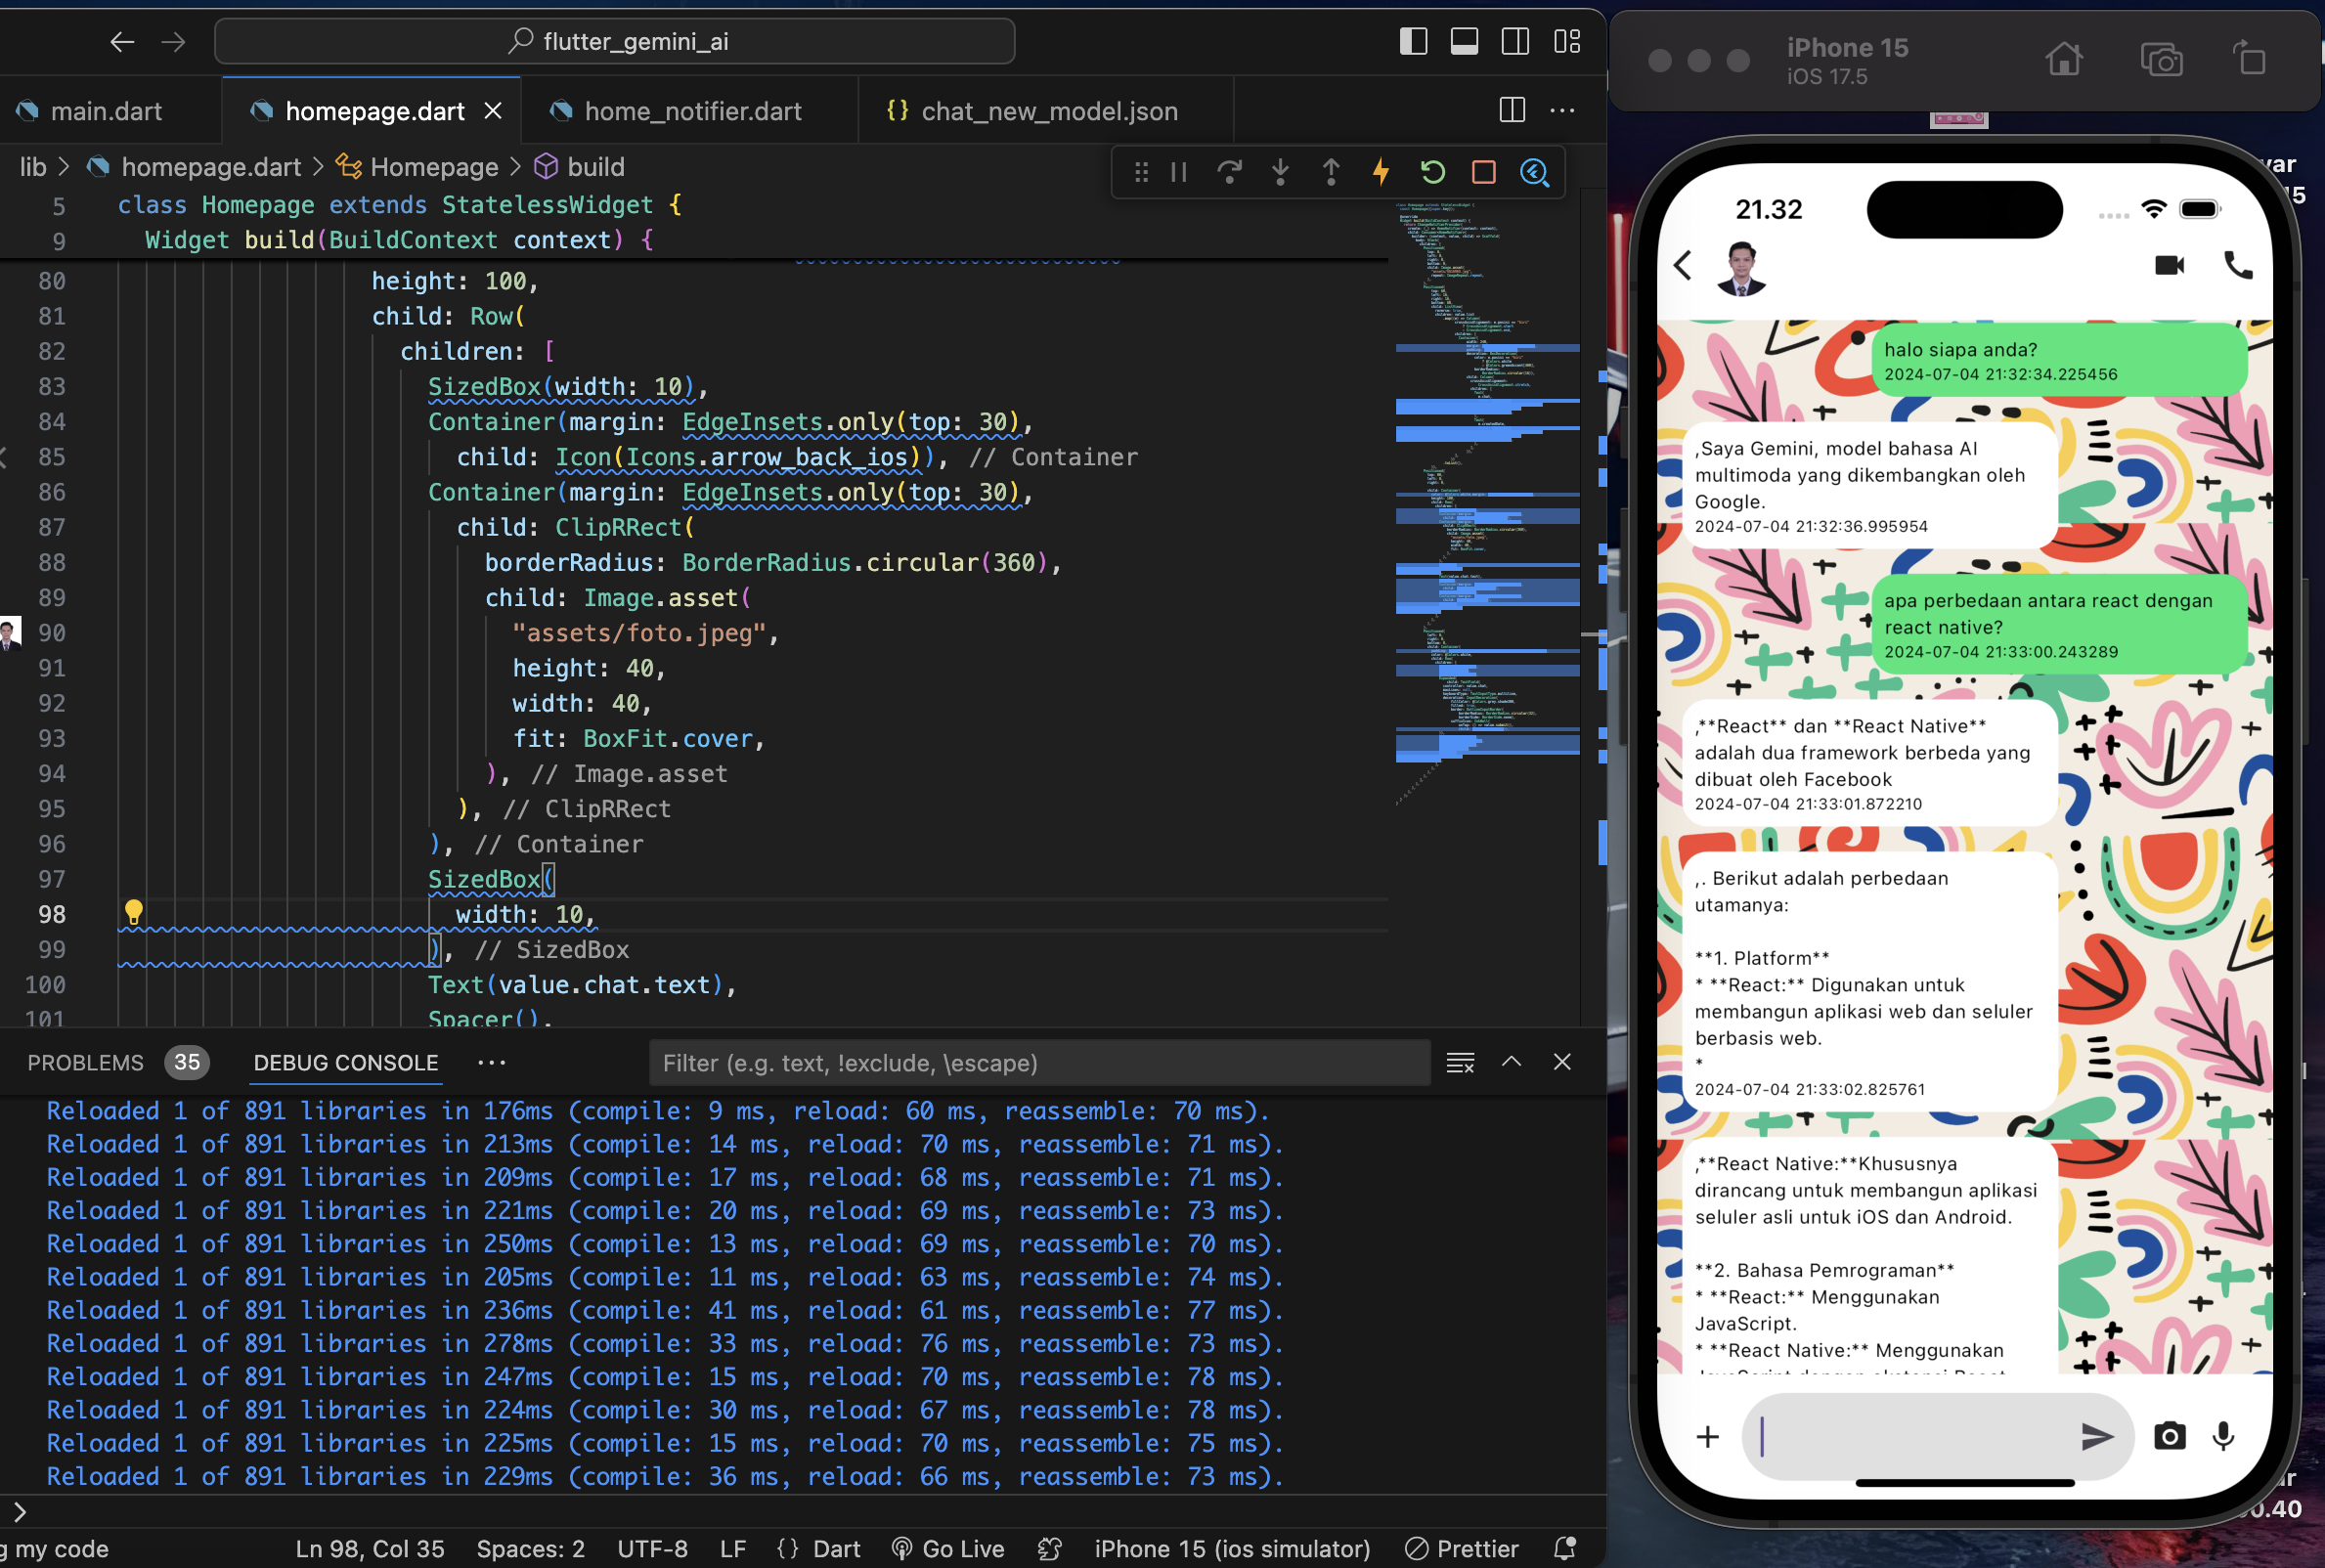 flutter_gemini_ai
main.dart
homepage.dart
home_notifier.dart
{} chat_new_model.json
lib > homepage.dart > Homepage > build
5 class Homepage extends StatelessWidget {
9 Widget build(BuildContext context) {
80 height: 100,
81 child: Row(
82 children: [
83 SizedBox(width: 10),
84 Container(margin: EdgeInsets.only(top: 30),
85 child: Icon(Icons.arrow_back_ios)), // Container
86 Container(margin: EdgeInsets.only(top: 30),
87 child: ClipRRect(
88 borderRadius: BorderRadius.circular(360),
89 child: Image.asset(
90 "assets/foto.jpeg",
91 height: 40,
92 width: 40,
93 fit: BoxFit.cover,
94 ), // Image.asset
95 ), // ClipRRect
96 ), // Container
97 SizedBox(
98 width: 10,
99 ), // SizedBox
100 Text(value.chat.text),
101 Spacer(),
PROBLEMS 35 DEBUG CONSOLE ...
Filter (e.g. text, !exclude, \escape)
Reloaded 1 of 891 libraries in 176ms (compile: 9 ms, reload: 60 ms, reassemble: 70 ms).
Reloaded 1 of 891 libraries in 213ms (compile: 14 ms, reload: 70 ms, reassemble: 71 ms).
Reloaded 1 of 891 libraries in 209ms (compile: 17 ms, reload: 68 ms, reassemble: 71 ms).
Reloaded 1 of 891 libraries in 221ms (compile: 20 ms, reload: 69 ms, reassemble: 73 ms).
Reloaded 1 of 891 libraries in 250ms (compile: 13 ms, reload: 69 ms, reassemble: 70 ms).
Reloaded 1 of 891 libraries in 205ms (compile: 11 ms, reload: 63 ms, reassemble: 74 ms).
Reloaded 1 of 891 libraries in 236ms (compile: 41 ms, reload: 61 ms, reassemble: 77 ms).
Reloaded 1 of 891 libraries in 278ms (compile: 33 ms, reload: 76 ms, reassemble: 73 ms).
Reloaded 1 of 891 libraries in 247ms (compile: 15 ms, reload: 70 ms, reassemble: 78 ms).
Reloaded 1 of 891 libraries in 224ms (compile: 30 ms, reload: 67 ms, reassemble: 78 ms).
Reloaded 1 of 891 libraries in 225ms (compile: 15 ms, reload: 70 ms, reassemble: 75 ms).
Reloaded 1 of 891 libraries in 229ms (compile: 36 ms, reload: 66 ms, reassemble: 73 ms).
>
g my code Ln 98, Col 35 Spaces: 2 UTF-8 LF {} Dart Go Live iPhone 15 (ios simulator) Prettier
iPhone 15
iOS 17.5
21.32
halo siapa anda?
2024-07-04 21:32:34.225456
,Saya Gemini, model bahasa AI
multimoda yang dikembangkan oleh
Google.
2024-07-04 21:32:36.995954
apa perbedaan antara react dengan
react native?
2024-07-04 21:33:00.243289
,**React** dan **React Native**
adalah dua framework berbeda yang
dibuat oleh Facebook
2024-07-04 21:33:01.872210
,. Berikut adalah perbedaan
utamanya:
**1. Platform**
* **React:** Digunakan untuk
membangun aplikasi web dan seluler
berbasis web.
*
2024-07-04 21:33:02.825761
,**React Native:**Khususnya
dirancang untuk membangun aplikasi
seluler asli untuk iOS dan Android.
**2. Bahasa Pemrograman**
* **React:** Menggunakan
JavaScript.
* **React Native:** Menggunakan